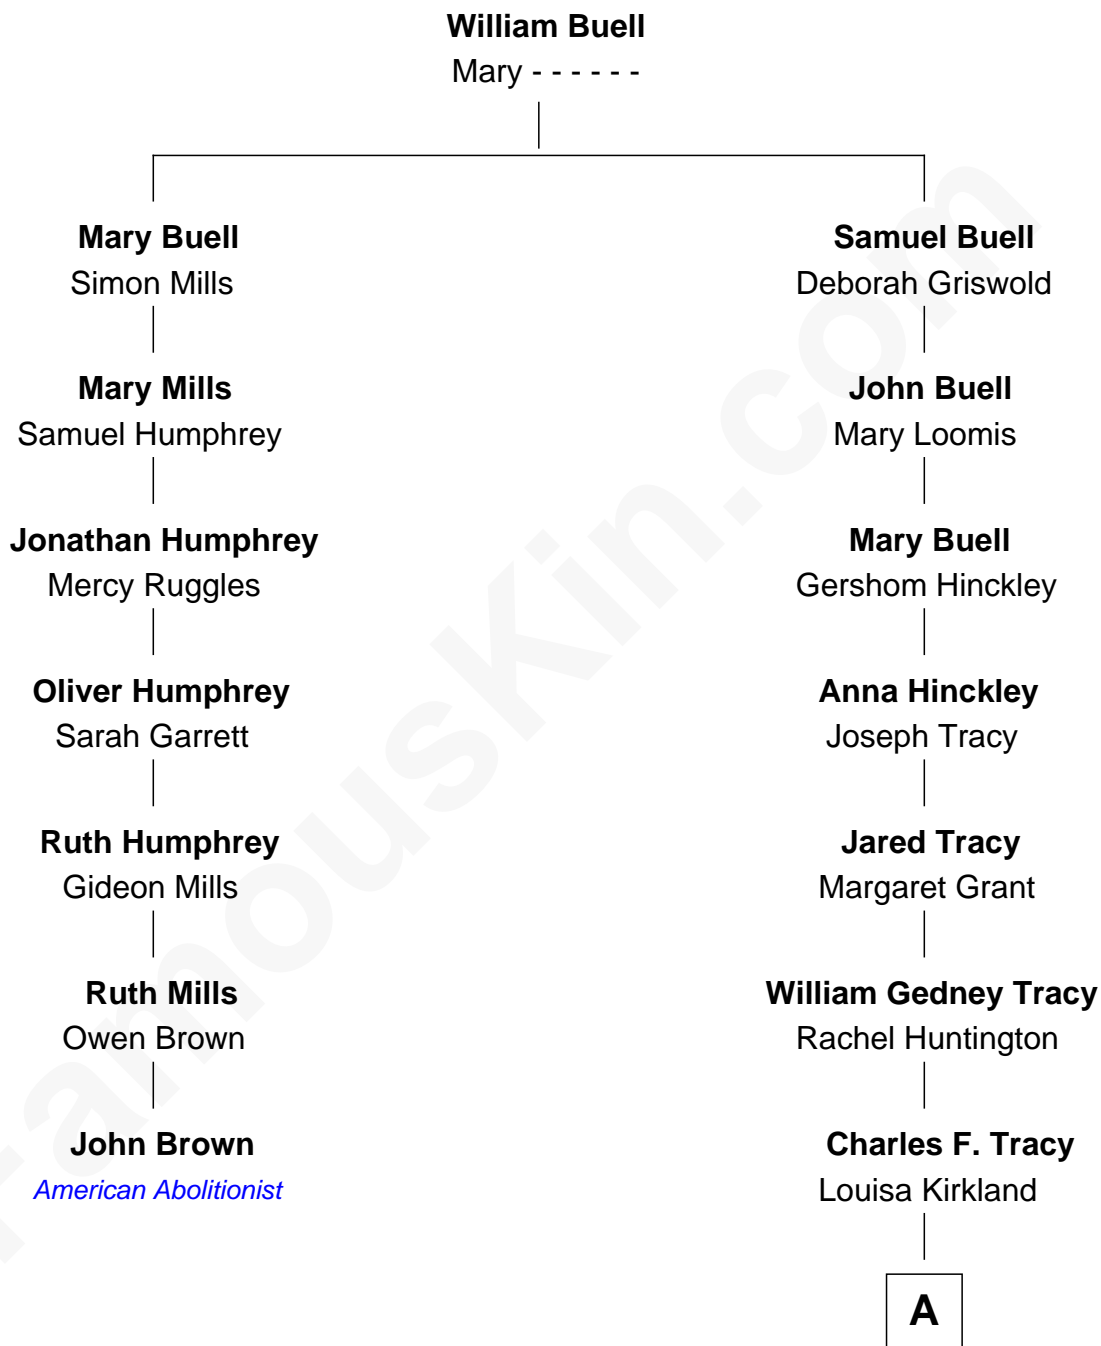 William Buell
Mary - - - - - -
Mary Buell
Simon Mills
Mary Mills
Samuel Humphrey
Jonathan Humphrey
Mercy Ruggles
Oliver Humphrey
Sarah Garrett
Ruth Humphrey
Gideon Mills
Ruth Mills
Owen Brown
John Brown
American Abolitionist
Samuel Buell
Deborah Griswold
John Buell
Mary Loomis
Mary Buell
Gershom Hinckley
Anna Hinckley
Joseph Tracy
Jared Tracy
Margaret Grant
William Gedney Tracy
Rachel Huntington
Charles F. Tracy
Louisa Kirkland
A
FamousKin.com